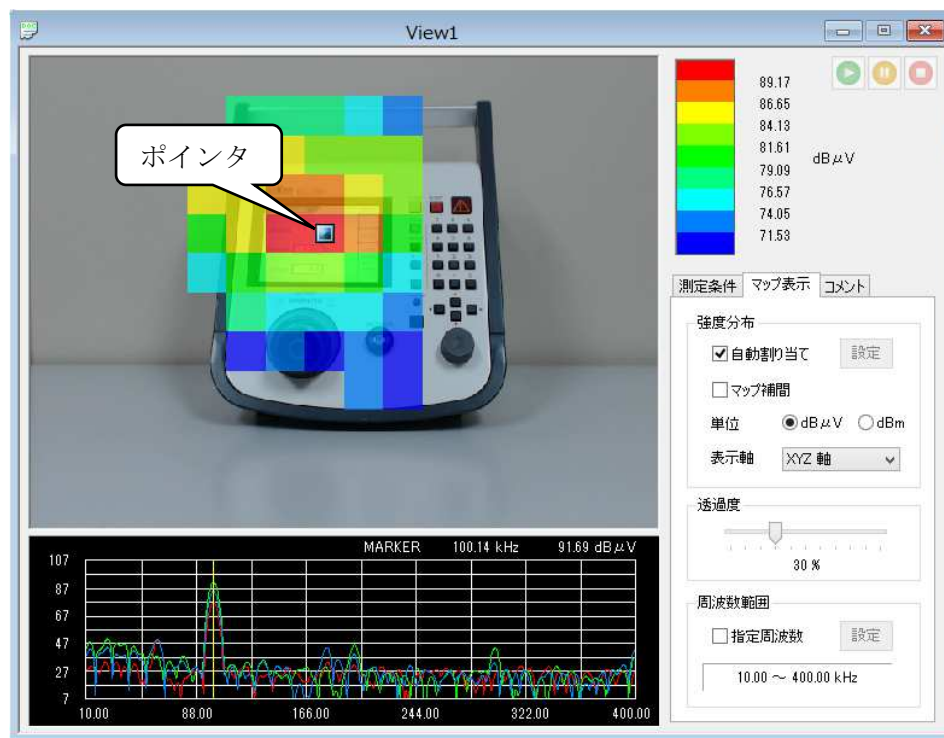 View1
ポインタ
89.17
86.65
84.13
81.61
79.09
76.57
74.05
71.53
dBμV
測定条件 マップ表示 コメント
強度分布
自動割り当て 設定
マップ補間
単位 dBμV dBm
表示軸 XYZ 軸
透過度
30 %
周波数範囲
指定周波数 設定
10.00 ～ 400.00 kHz
MARKER 100.14 kHz 91.69 dBμV
107
87
67
47
27
7
10.00 88.00 166.00 244.00 322.00 400.00